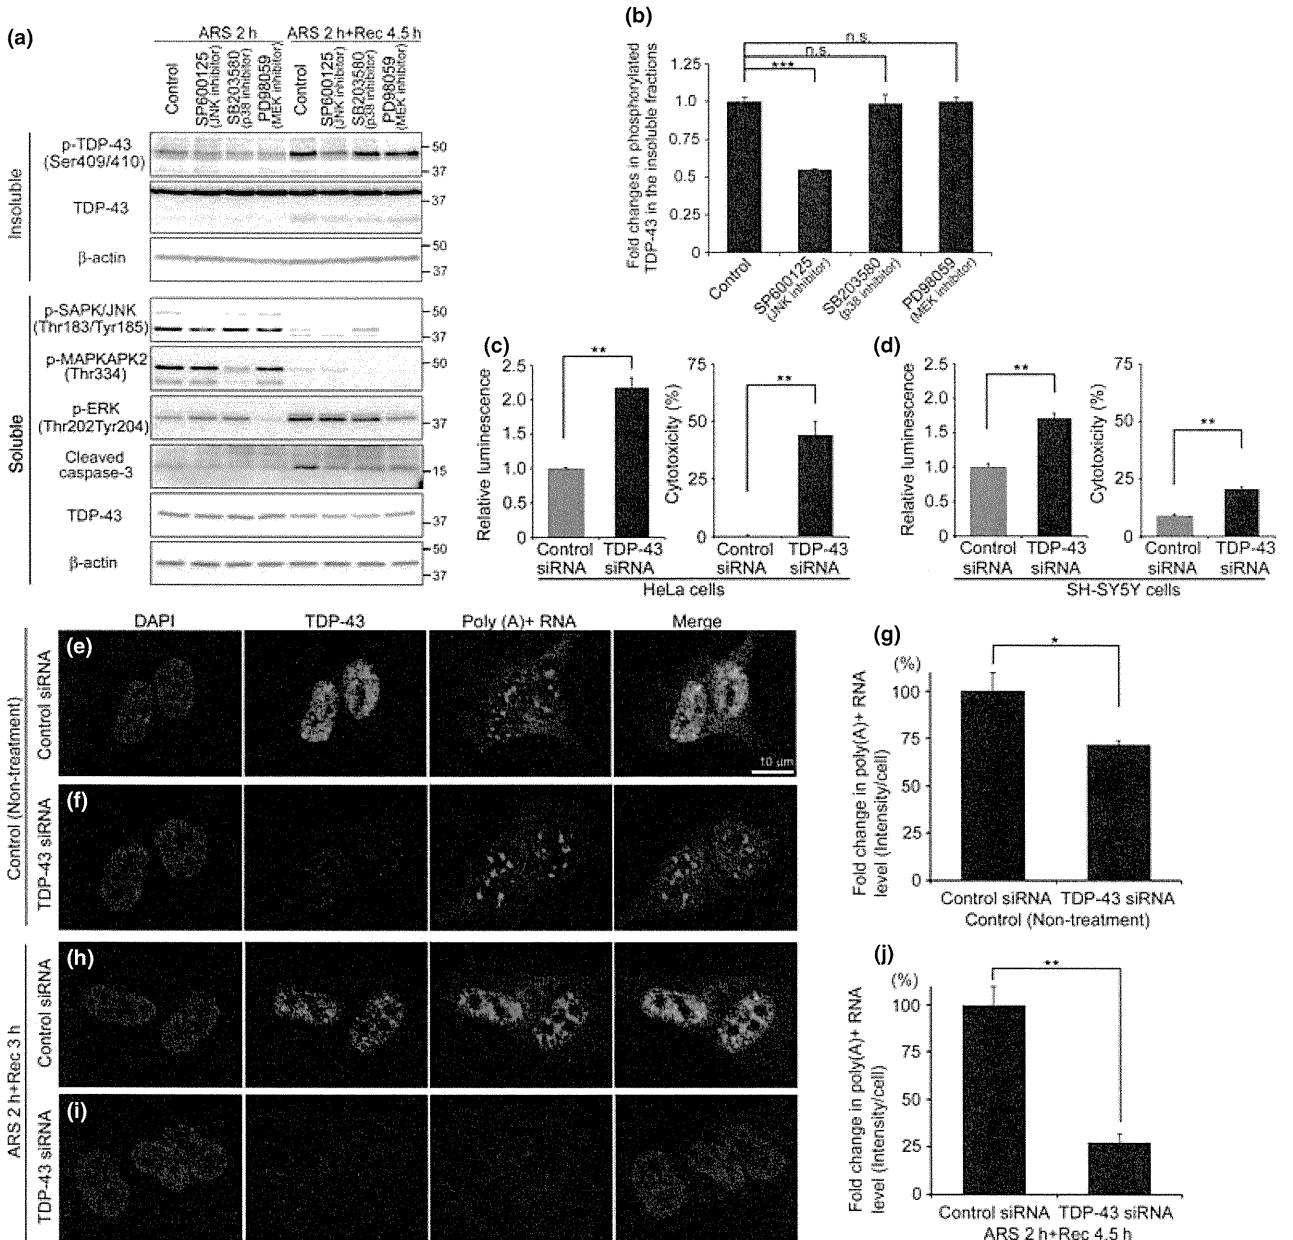 (a)
ARS 2 h
ARS 2 h+Rec 4.5 h
Control
SP600125
(JNK inhibitor)
SB203580
(p38 inhibitor)
PD98059
(MEK inhibitor)
Control
SP600125
(JNK inhibitor)
SB203580
(p38 inhibitor)
PD98059
(MEK inhibitor)
Insoluble
p-TDP-43
(Ser409/410)
50
37
TDP-43
37
β-actin
50
37
Soluble
p-SAPK/JNK
(Thr183/Tyr185)
50
37
p-MAPKAPK2
(Thr334)
50
p-ERK
(Thr202Tyr204)
37
Cleaved
caspase-3
15
TDP-43
37
β-actin
50
37
(b)
n.s.
n.s.
***
Fold changes in phosphorylated
TDP-43 in the insoluble fractions
1.25
1.0
0.75
0.5
0.25
0
Control
SP600125
(JNK inhibitor)
SB203580
(p38 inhibitor)
PD98059
(MEK inhibitor)
(c)
Relative luminescence
2.5
2.0
1.5
1.0
0.5
0
**
Control
siRNA
TDP-43
siRNA
Cytotoxicity (%)
75
50
25
0
**
Control
siRNA
TDP-43
siRNA
HeLa cells
(d)
Relative luminescence
2.5
2.0
1.5
1.0
0.5
0
**
Control
siRNA
TDP-43
siRNA
Cytotoxicity (%)
75
50
25
0
**
Control
siRNA
TDP-43
siRNA
SH-SY5Y cells
DAPI
TDP-43
Poly (A)+ RNA
Merge
Control (Non-treatment)
Control siRNA
(e)
10 μm
TDP-43 siRNA
(f)
ARS 2 h+Rec 3 h
Control siRNA
(h)
TDP-43 siRNA
(i)
(g)
Fold change in poly(A)+ RNA
level (Intensity/cell)
(%)
100
75
50
25
0
*
Control siRNA TDP-43 siRNA
Control (Non-treatment)
(j)
Fold change in poly(A)+ RNA
level (Intensity/cell)
(%)
100
75
50
25
0
**
Control siRNA TDP-43 siRNA
ARS 2 h+Rec 4.5 h